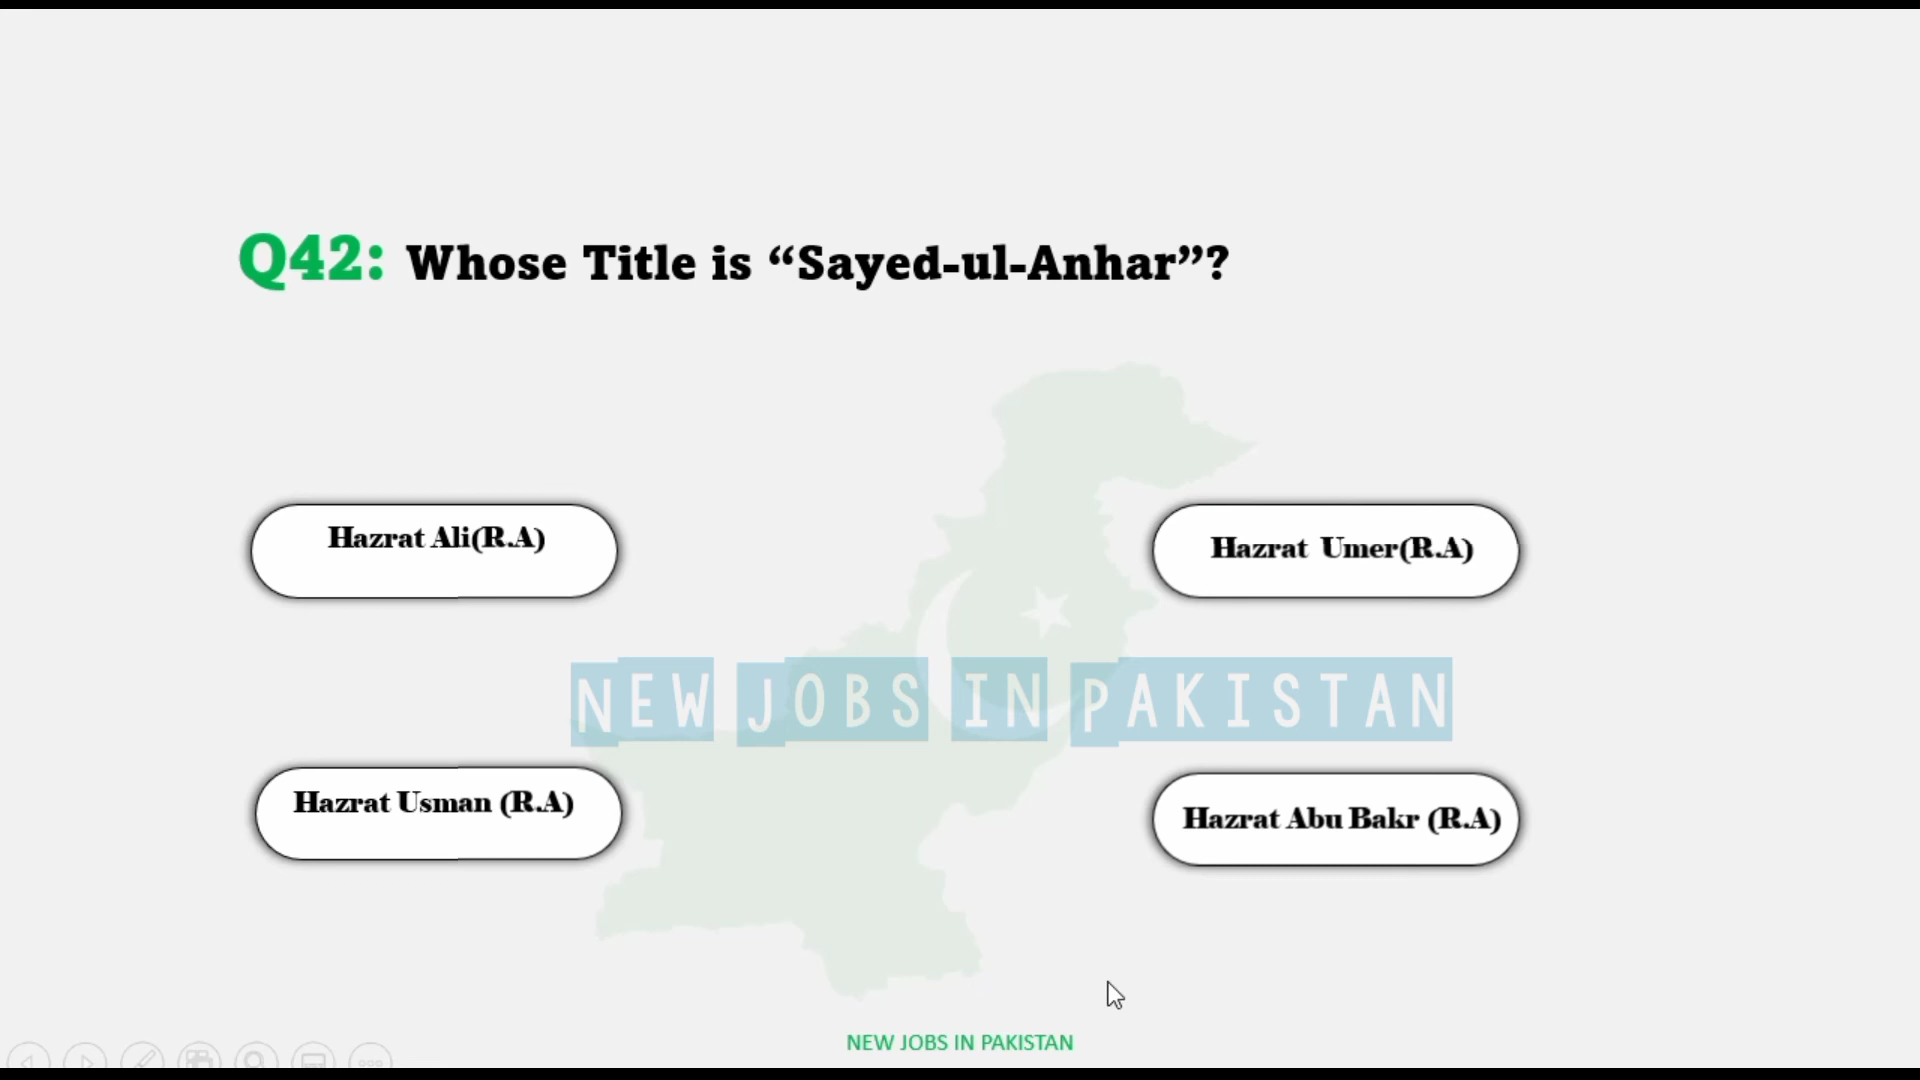 Q42: Whose Title is “Sayed-ul-Anhar”?
Hazrat Ali(R.A)
Hazrat Umer(R.A)
NEW JOBS IN PAKISTAN
Hazrat Usman (R.A)
Hazrat Abu Bakr (R.A)
NEW JOBS IN PAKISTAN